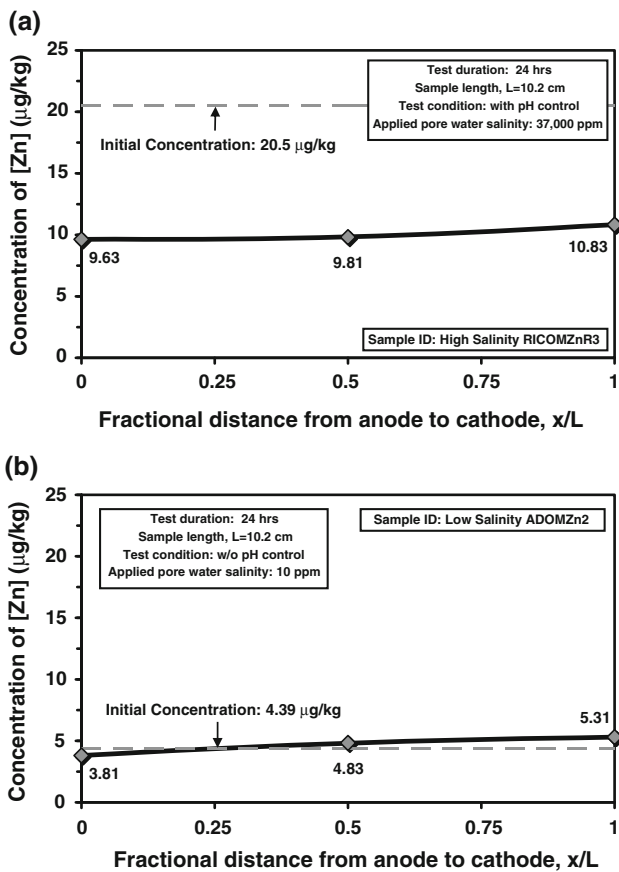 (a)
25
20
15
10
5
0
Concentration of [Zn] (µg/kg)
Test duration: 24 hrs
Sample length, L=10.2 cm
Test condition: with pH control
Applied pore water salinity: 37,000 ppm
Initial Concentration: 20.5 µg/kg
9.63
9.81
10.83
Sample ID: High Salinity RICOMZnR3
0
0.25
0.5
0.75
1
Fractional distance from anode to cathode, x/L
(b)
25
20
15
10
5
0
Concentration of [Zn] (µg/kg)
Test duration: 24 hrs
Sample length, L=10.2 cm
Test condition: w/o pH control
Applied pore water salinity: 10 ppm
Sample ID: Low Salinity ADOMZn2
Initial Concentration: 4.39 µg/kg
3.81
4.83
5.31
0
0.25
0.5
0.75
1
Fractional distance from anode to cathode, x/L